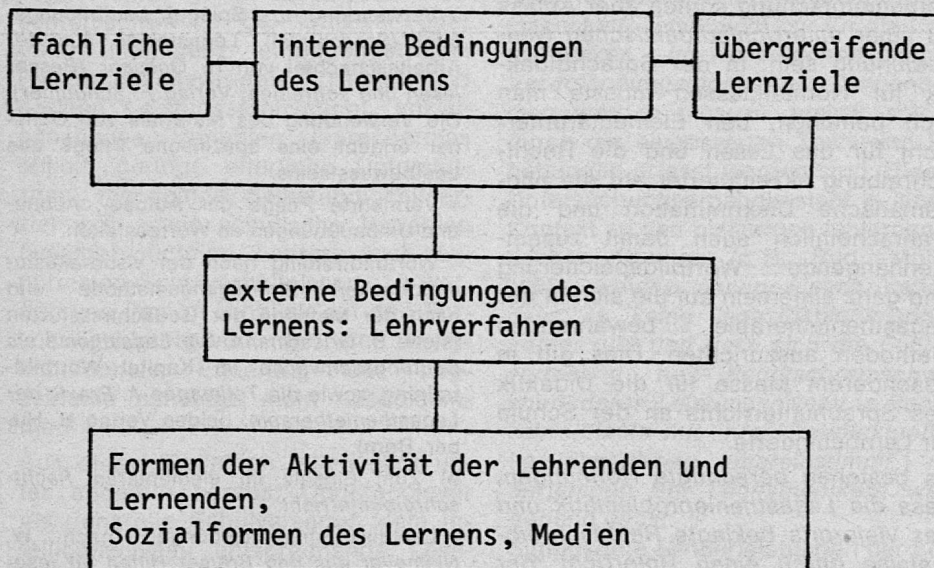 fachliche
Lernziele
interne Bedingungen
des Lernens
übergreifende
Lernziele
externe Bedingungen des
Lernens: Lehrverfahren
Formen der Aktivität der Lehrenden und
Lernenden,
Sozialformen des Lernens, Medien